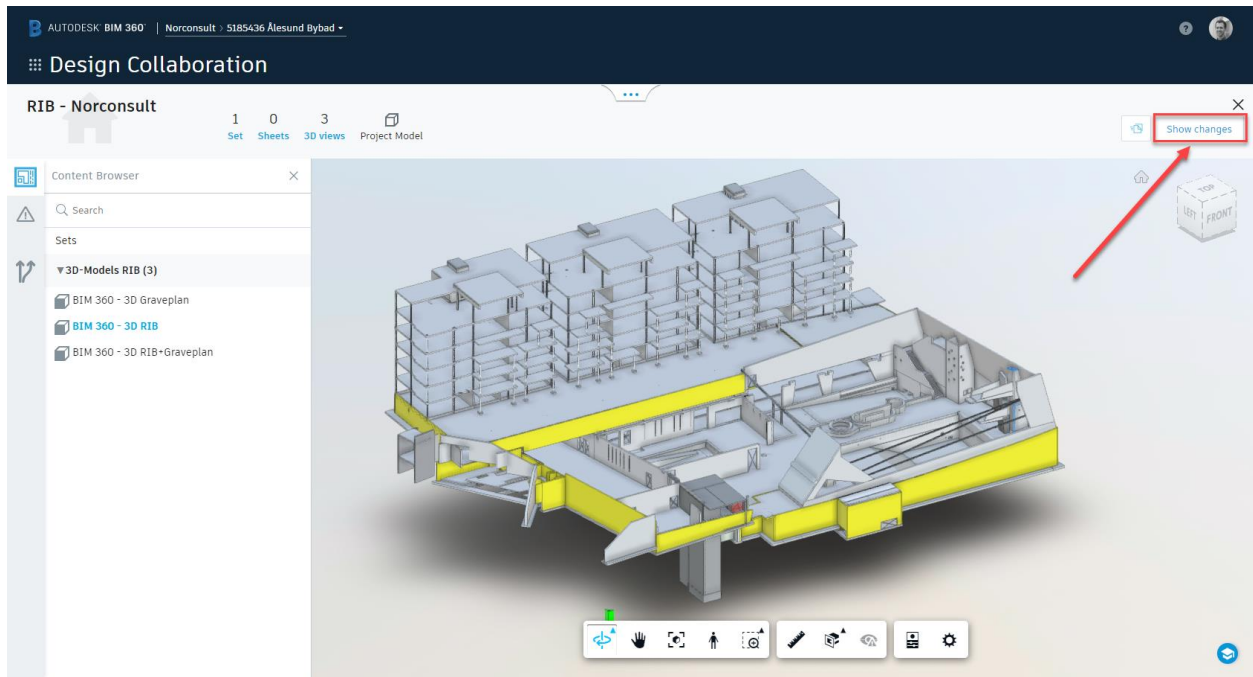 AUTODESK® BIM 360® | Norconsult > 5185436 Ålesund Bybad
Design Collaboration
RIB - Norconsult
1 0 3
Set Sheets 3D views Project Model
Show changes
Content Browser
Search
Sets
3D-Models RIB (3)
BIM 360 - 3D Graveplan
BIM 360 - 3D RIB
BIM 360 - 3D RIB+Graveplan
TOP
LEFT FRONT